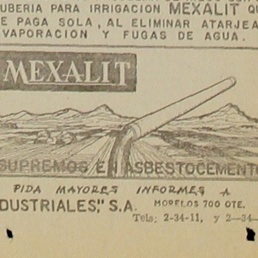 UBERIA PARA IRRIGACION MEXALIT QU
E PAGA SOLA, AL ELIMINAR ATARJEA
VAPORACION Y FUGAS DE AGUA.
MEXALIT
SUPREMOS EN ASBESTOCEMENTO
PIDA MAYORES INFORMES A
DUSTRIALES," S.A. MORELOS 700 OTE.
Tels; 2-34-11, y 2-34-